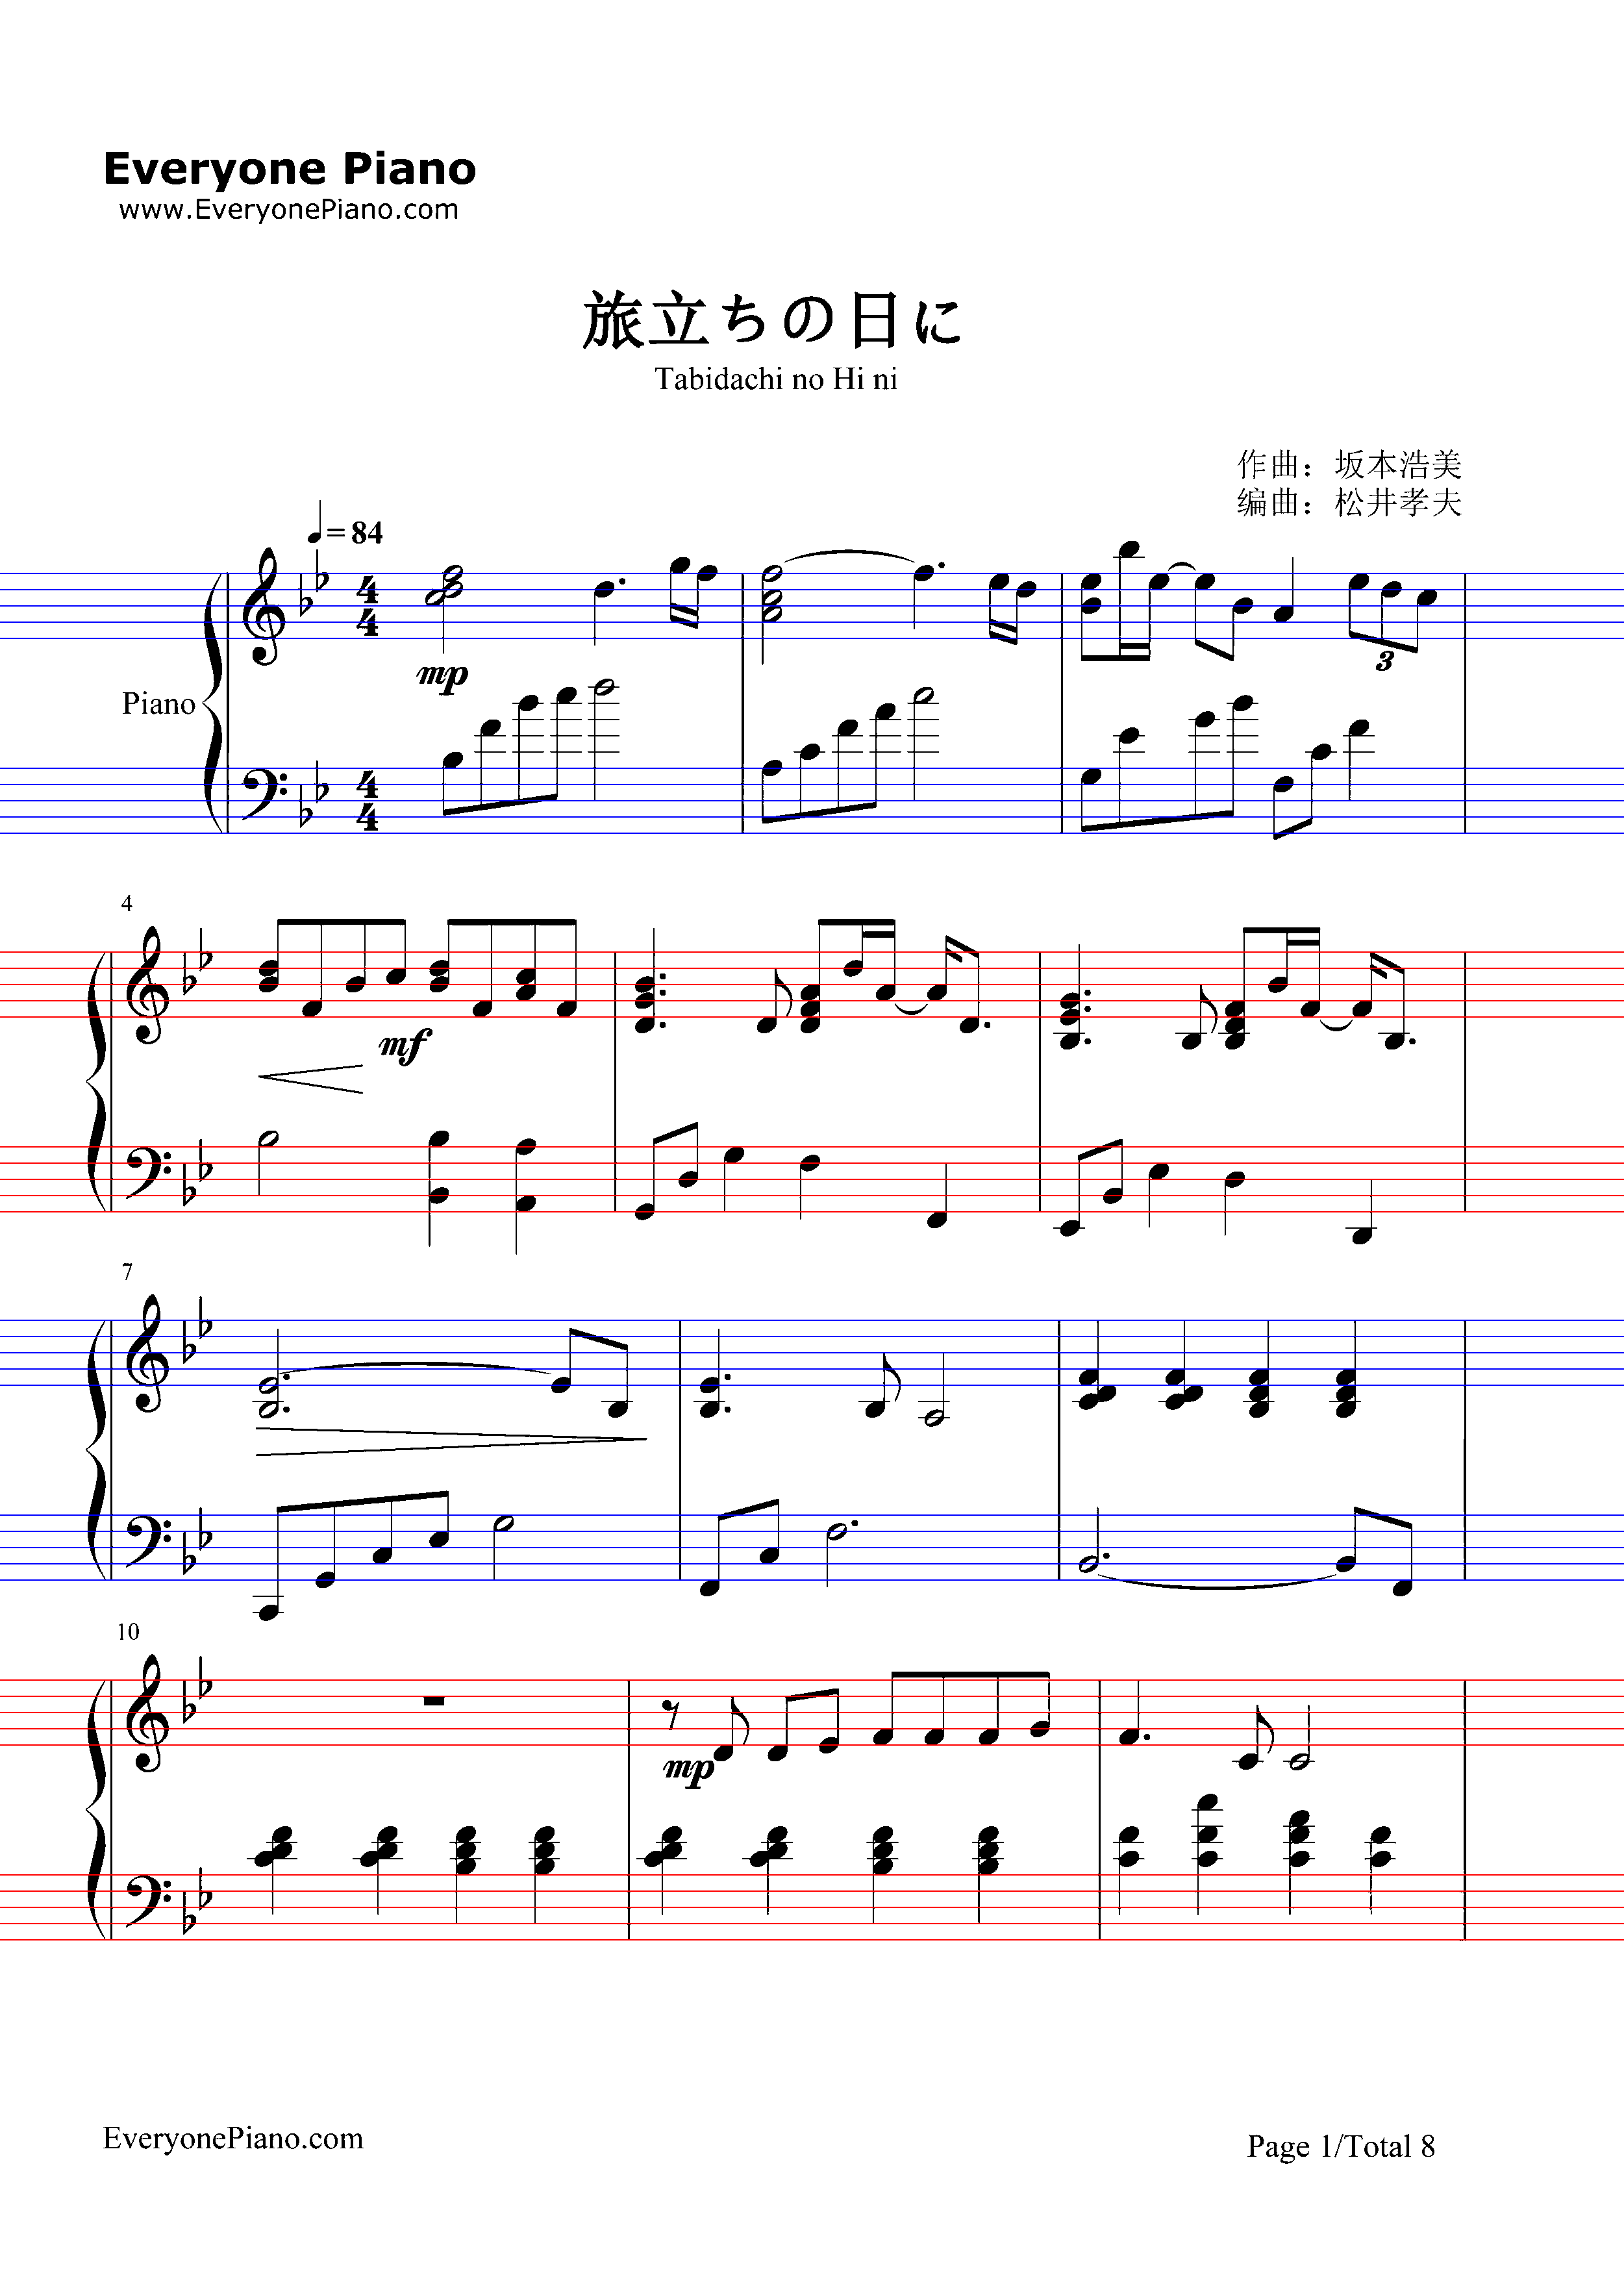 Everyone Piano
www.EveryonePiano.com
旅立ちの日に
Tabidachi no Hi ni
作曲：坂本浩美
编曲：松井孝夫
= 84
4
4
mp
3
Piano
4
4
4
mf
7
10
mp
EveryonePiano.com
Page 1/Total 8